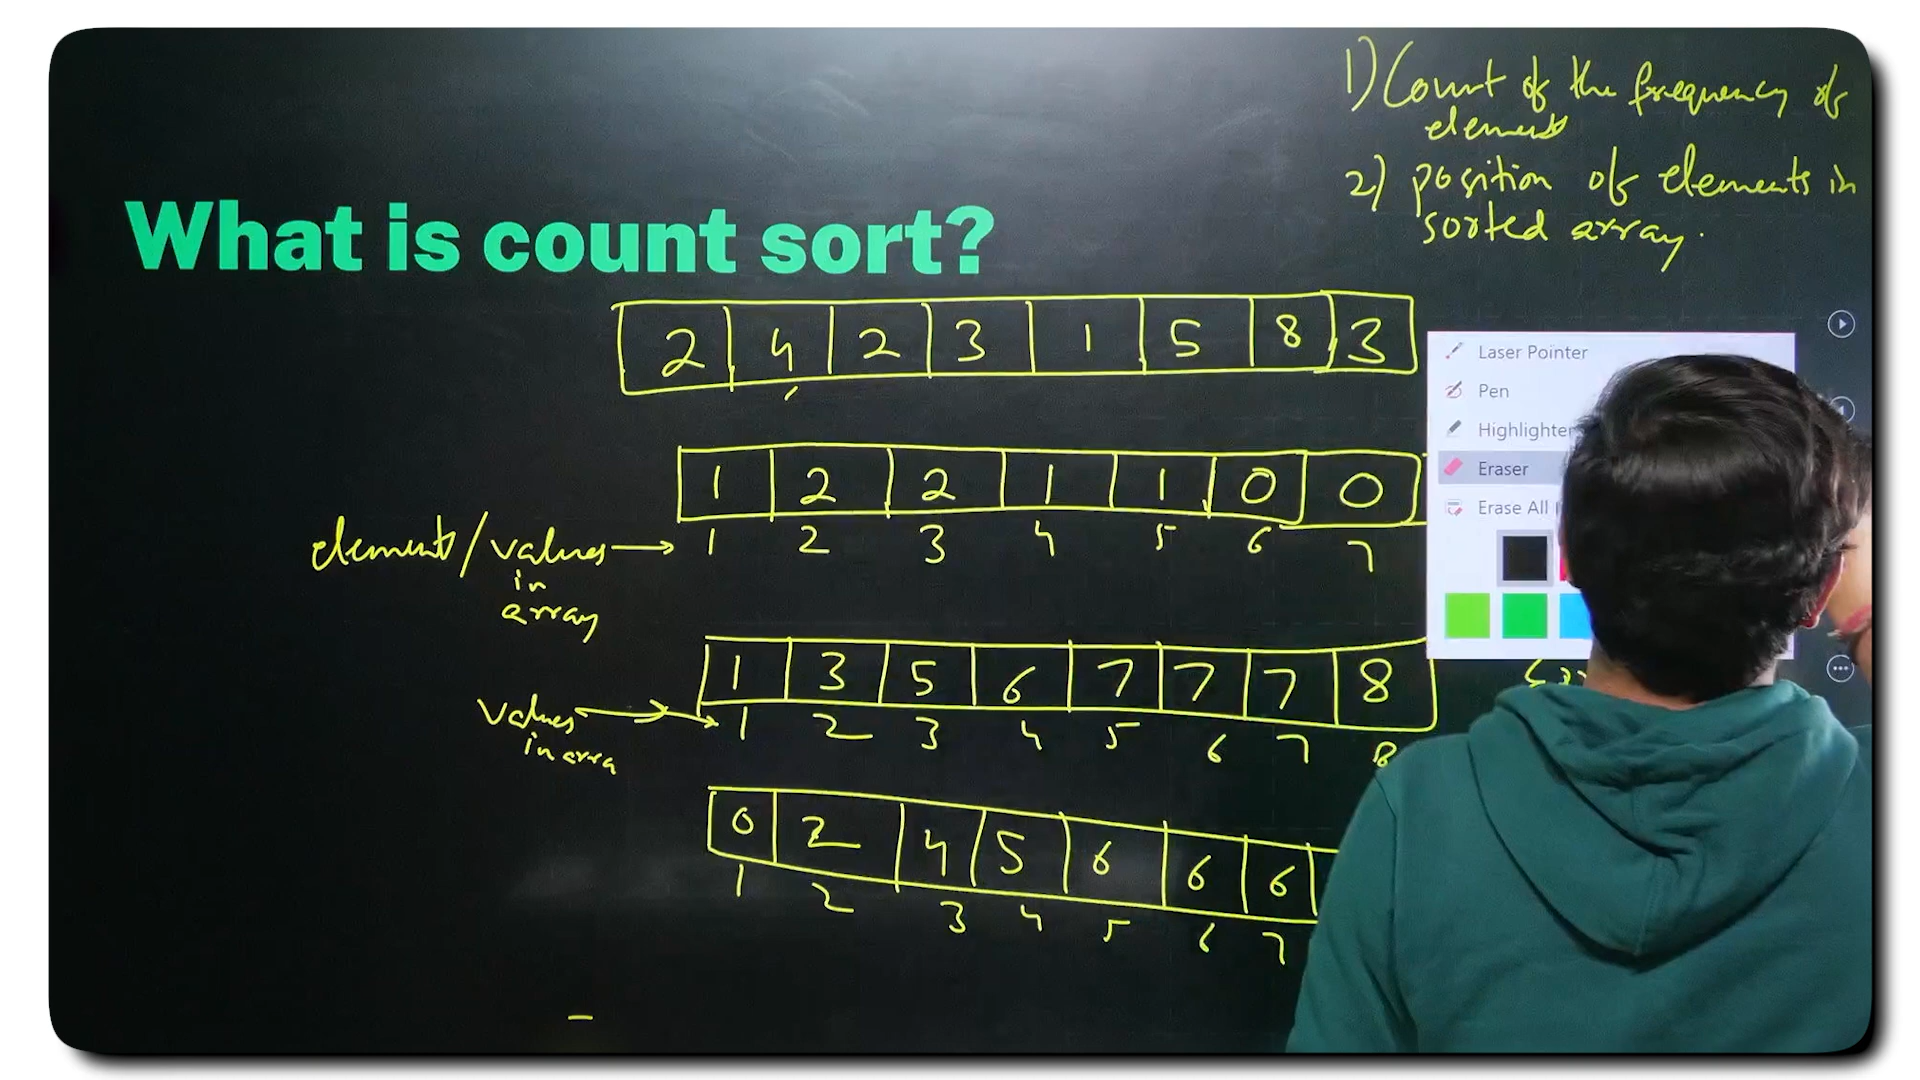 1) Count of the frequency of
elements
2) position of elements in
sorted array.
What is count sort?
2 4 2 3 1 5 8 3
Laser Pointer
Pen
Highlighter
Eraser
Erase All
1 2 2 1 1 0 0
elements/values → 1 2 3 4 5 6 7
in
array
1 3 5 6 7 7 7 8
values → 1 2 3 4 5 6 7 8
in arra
0 2 4 5 6 6 6
1 2 3 4 5 6 7